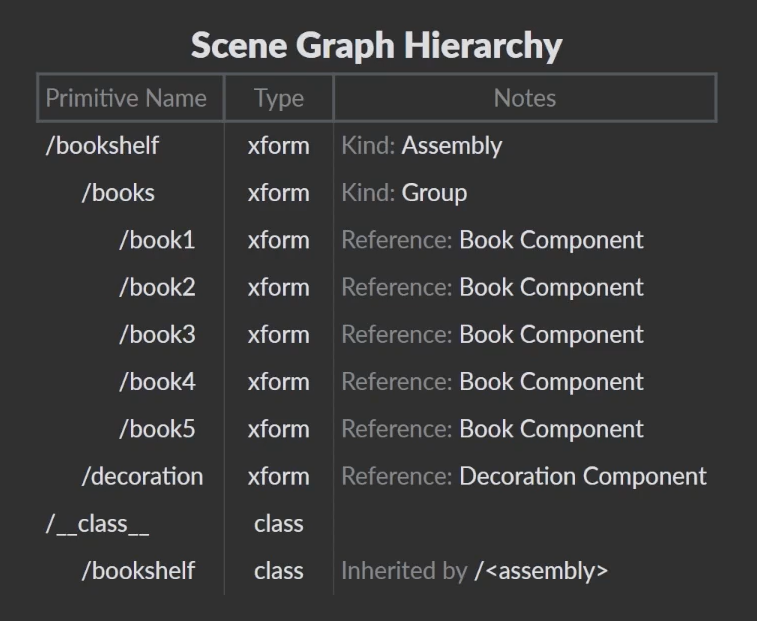 Scene Graph Hierarchy
Primitive Name Type Notes
/bookshelf xform Kind: Assembly
/books xform Kind: Group
/book1 xform Reference: Book Component
/book2 xform Reference: Book Component
/book3 xform Reference: Book Component
/book4 xform Reference: Book Component
/book5 xform Reference: Book Component
/decoration xform Reference: Decoration Component
/__class__ class
/bookshelf class Inherited by /<assembly>